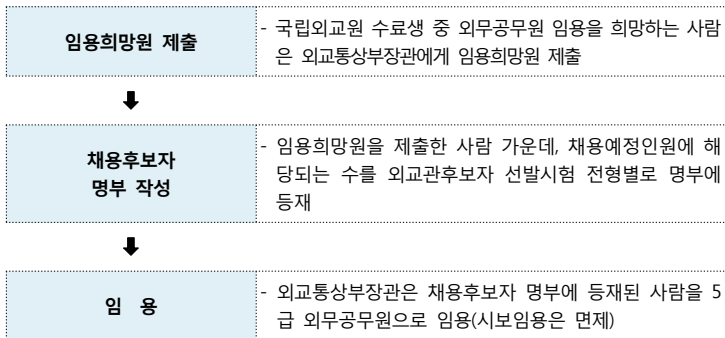 임용희망원 제출
- 국립외교원 수료생 중 외무공무원 임용을 희망하는 사람
은 외교통상부장관에게 임용희망원 제출
채용후보자
명부 작성
- 임용희망원을 제출한 사람 가운데, 채용예정인원에 해
당되는 수를 외교관후보자 선발시험 전형별로 명부에
등재
임 용
- 외교통상부장관은 채용후보자 명부에 등재된 사람을 5
급 외무공무원으로 임용(시보임용은 면제)